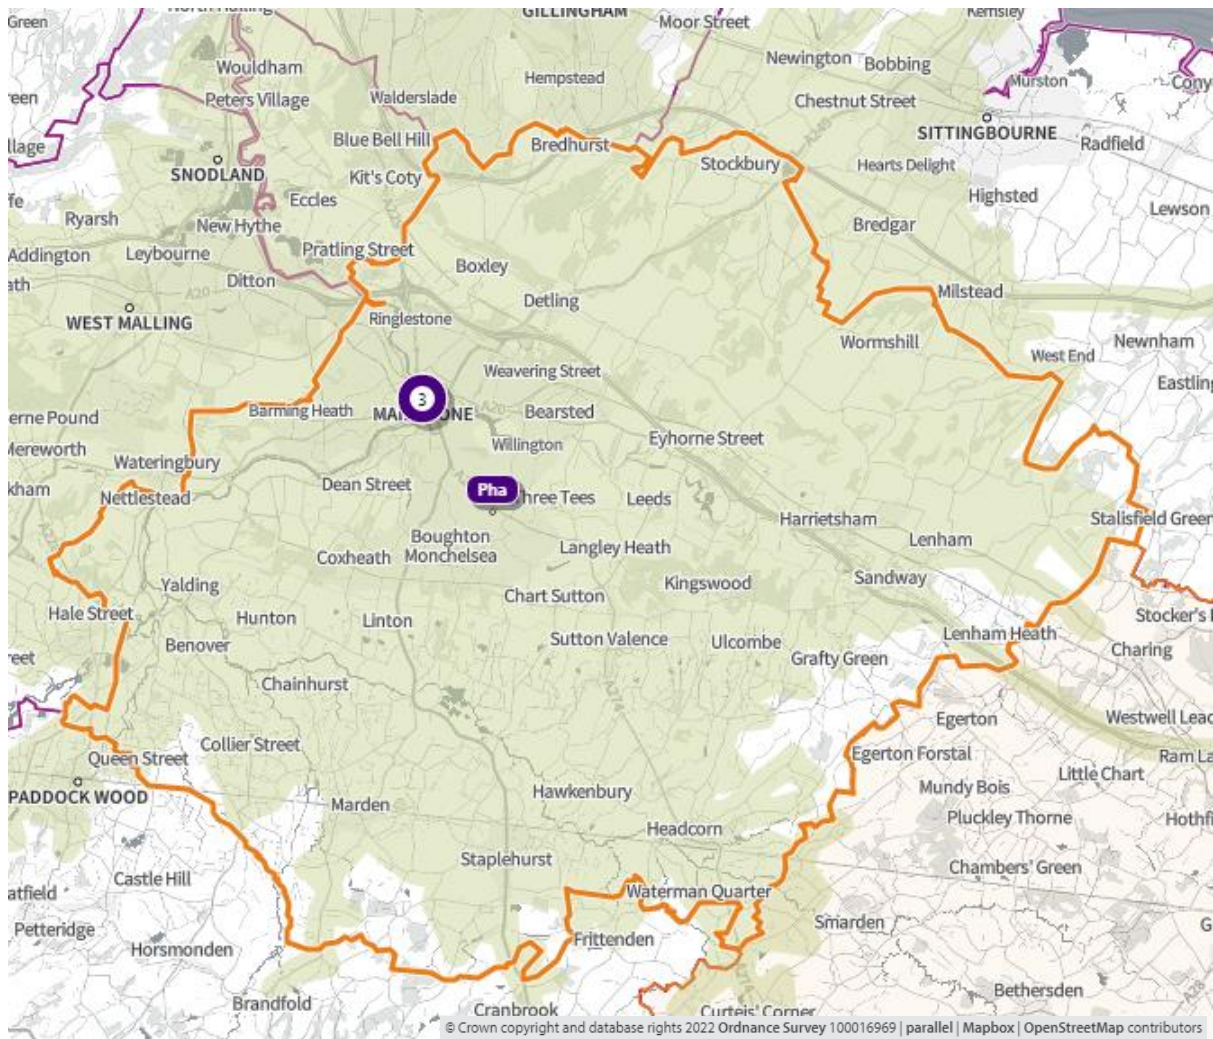 GILLINGHAM
Kemsley
Green
Moor Street
Newington
Bobbing
Wouldham
Hempstead
Murston
Peters Village
Walderslade
Chestnut Street
SITTINGBOURNE
Blue Bell Hill
Bredhurst
Radfield
SNODLAND
Kit's Coty
Stockbury
Hearts Delight
Eccles
Highsted
Ryarsh
New Hythe
Lewson
Bredgar
Addington
Leybourne
Pratling Street
Boxley
Ditton
A20
Detling
Milstead
WEST MALLING
Ringlestone
Wormshill
West End
Newnham
Weavering Street
3
Barming Heath
Bearsted
Willington
Eyhorne Street
Wateringbury
Dean Street
Pha
Three Tees
Leeds
Nettlestead
Harrietsham
Stalisfield Green
Boughton
Monchelsea
Langley Heath
Lenham
Coxheath
Yalding
Kingswood
Sandway
Chart Sutton
Hale Street
Hunton
Linton
Stocker's
Benover
Sutton Valence
Ulcombe
Lenham Heath
Grafty Green
Charing
Chainhurst
Egerton
Collier Street
Queen Street
Egerton Forstal
PADDOCK WOOD
Marden
Hawkenbury
Little Chart
Mundy Bois
Headcorn
Pluckley Thorne
Staplehurst
Castle Hill
Waterman Quarter
Chambers' Green
Petteridge
Smarden
Horsmonden
Frittenden
Brandfold
Cranbrook
Bethersden
A28
Curteis' Corner
© Crown copyright and database rights 2022 Ordnance Survey 100016969 | parallel | Mapbox | OpenStreetMap contributors